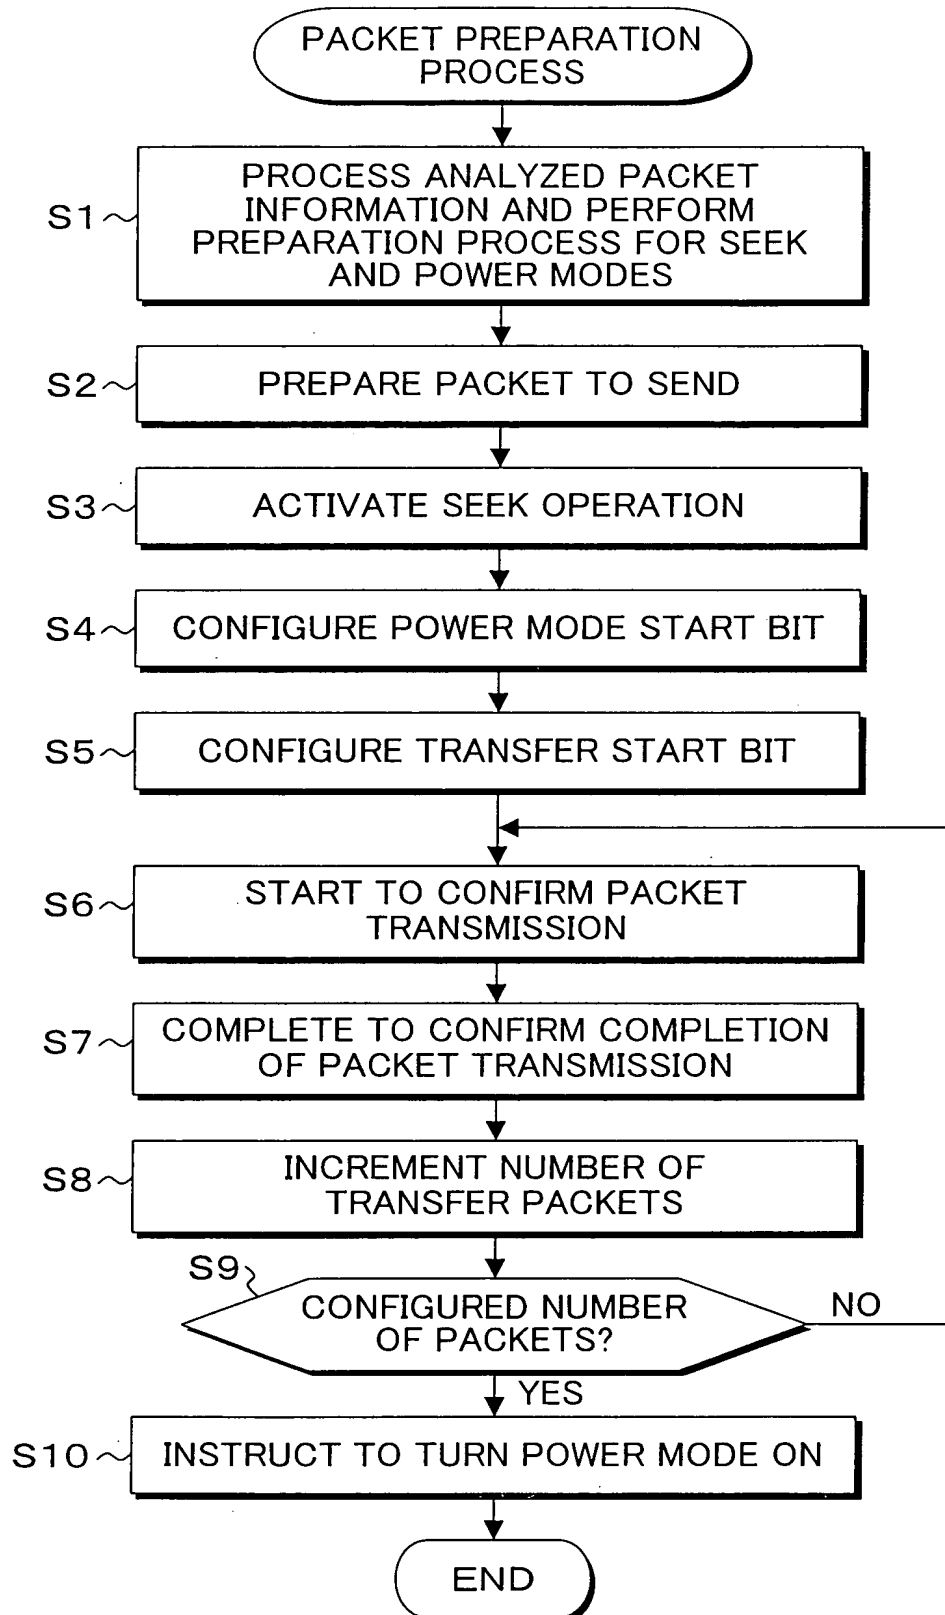 PACKET PREPARATION
PROCESS
S1
PROCESS ANALYZED PACKET
INFORMATION AND PERFORM
PREPARATION PROCESS FOR SEEK
AND POWER MODES
S2
PREPARE PACKET TO SEND
S3
ACTIVATE SEEK OPERATION
S4
CONFIGURE POWER MODE START BIT
S5
CONFIGURE TRANSFER START BIT
S6
START TO CONFIRM PACKET
TRANSMISSION
S7
COMPLETE TO CONFIRM COMPLETION
OF PACKET TRANSMISSION
S8
INCREMENT NUMBER OF
TRANSFER PACKETS
S9
CONFIGURED NUMBER
OF PACKETS?
NO
YES
S10
INSTRUCT TO TURN POWER MODE ON
END